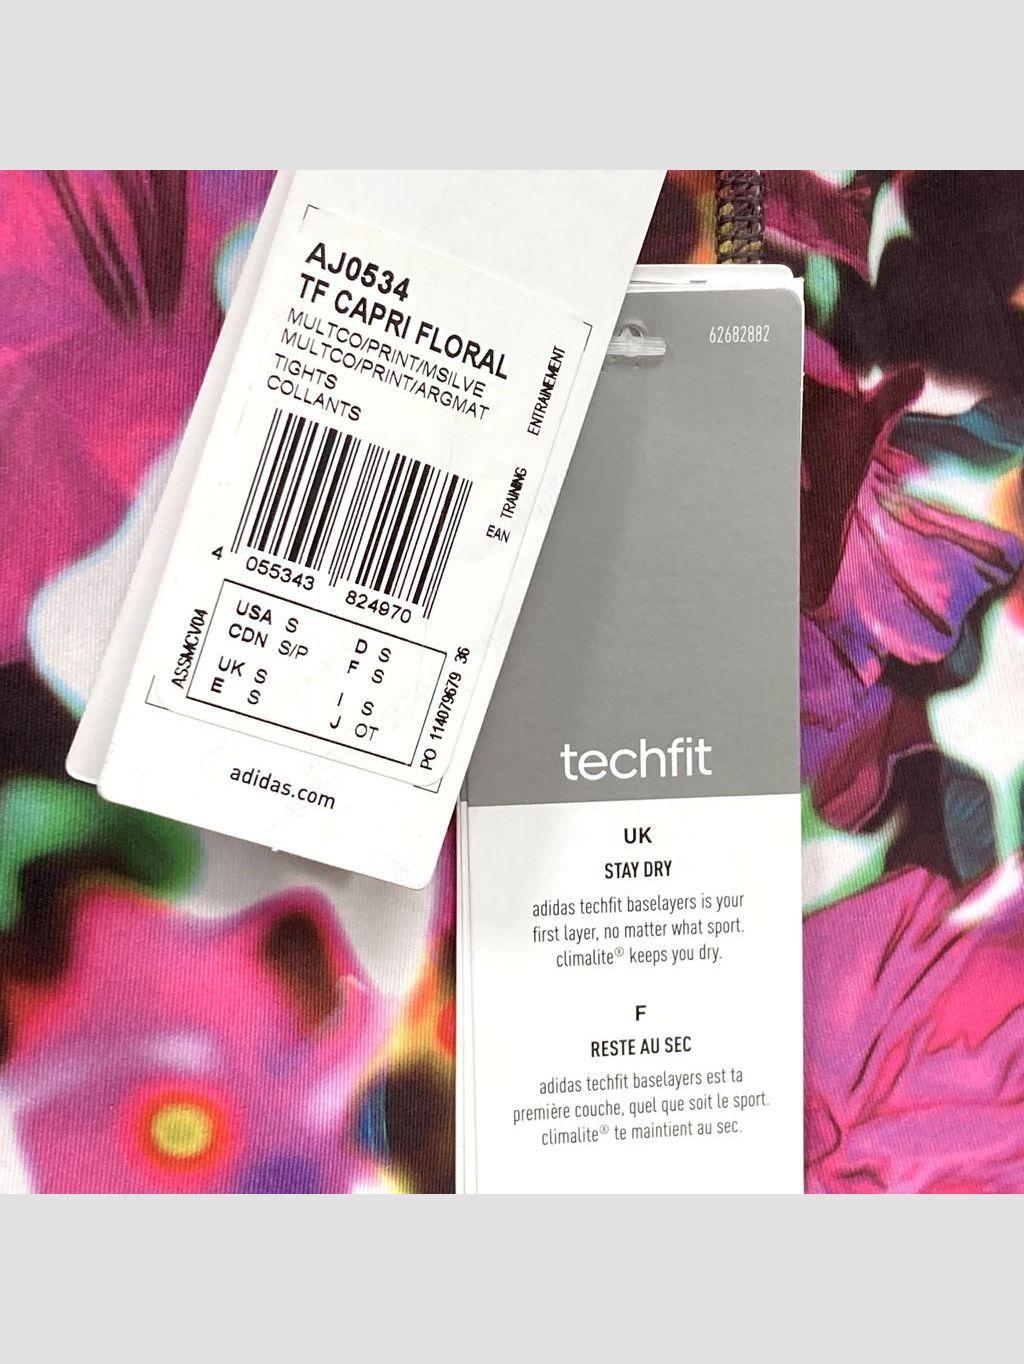 AJ0534
TF CAPRI FLORAL
MULTCO/PRINT/MSILVE
MULTCO/PRINT/ARGMAT
TIGHTS
COLLANTS
ENTRAINEMENT
TRAINING
EAN
4 055343 824970
ASSMCV04
USA S
CDN S/P
UK S
E S
D S
F S
I S
J OT
PO 114079679 36
adidas.com
62682882
techfit
UK
STAY DRY
adidas techfit baselayers is your
first layer, no matter what sport.
climalite® keeps you dry.
F
RESTE AU SEC
adidas techfit baselayers est ta
première couche, quel que soit le sport.
climalite® te maintient au sec.